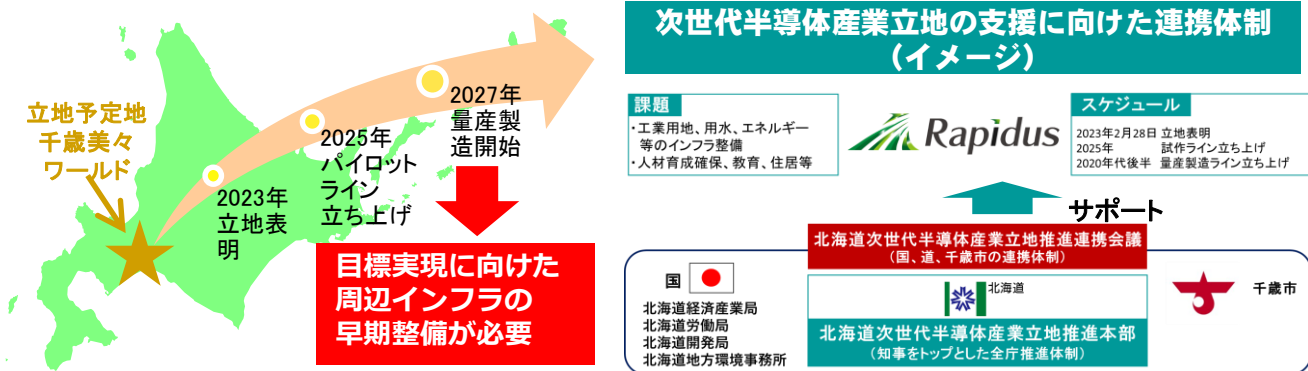 立地予定地
千歳美々
ワールド
2023年
立地表
明
2025年
パイロット
ライン
立ち上げ
2027年
量産製
造開始
目標実現に向けた
周辺インフラの
早期整備が必要
次世代半導体産業立地の支援に向けた連携体制
（イメージ）
課題
・工業用地、用水、エネルギー
等のインフラ整備
・人材育成確保、教育、住居等
Rapidus
スケジュール
2023年2月28日 立地表明
2025年 試作ライン立ち上げ
2020年代後半 量産製造ライン立ち上げ
サポート
北海道次世代半導体産業立地推進連携会議
（国、道、千歳市の連携体制）
国
北海道経済産業局
北海道労働局
北海道開発局
北海道地方環境事務所
北海道
北海道次世代半導体産業立地推進本部
（知事をトップとした全庁推進体制）
千歳市